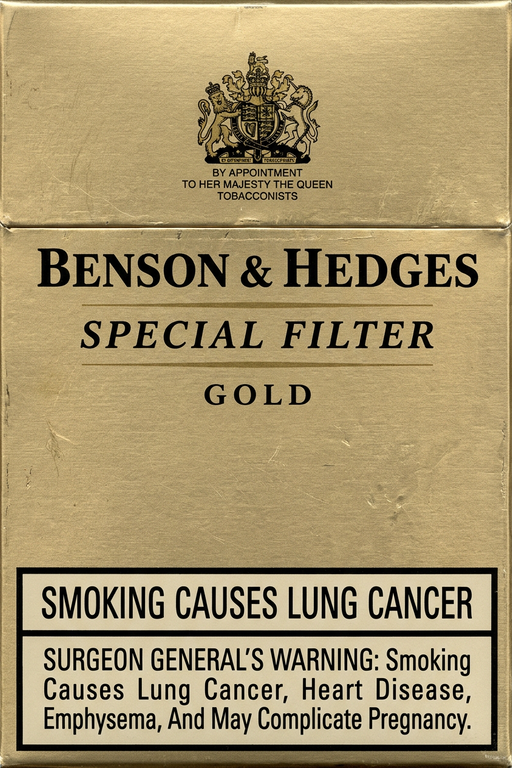 BY APPOINTMENT
TO HER MAJESTY THE QUEEN
TOBACCONISTS
BENSON & HEDGES
SPECIAL FILTER
GOLD
SMOKING CAUSES LUNG CANCER
SURGEON GENERAL'S WARNING: Smoking
Causes Lung Cancer, Heart Disease,
Emphysema, And May Complicate Pregnancy.